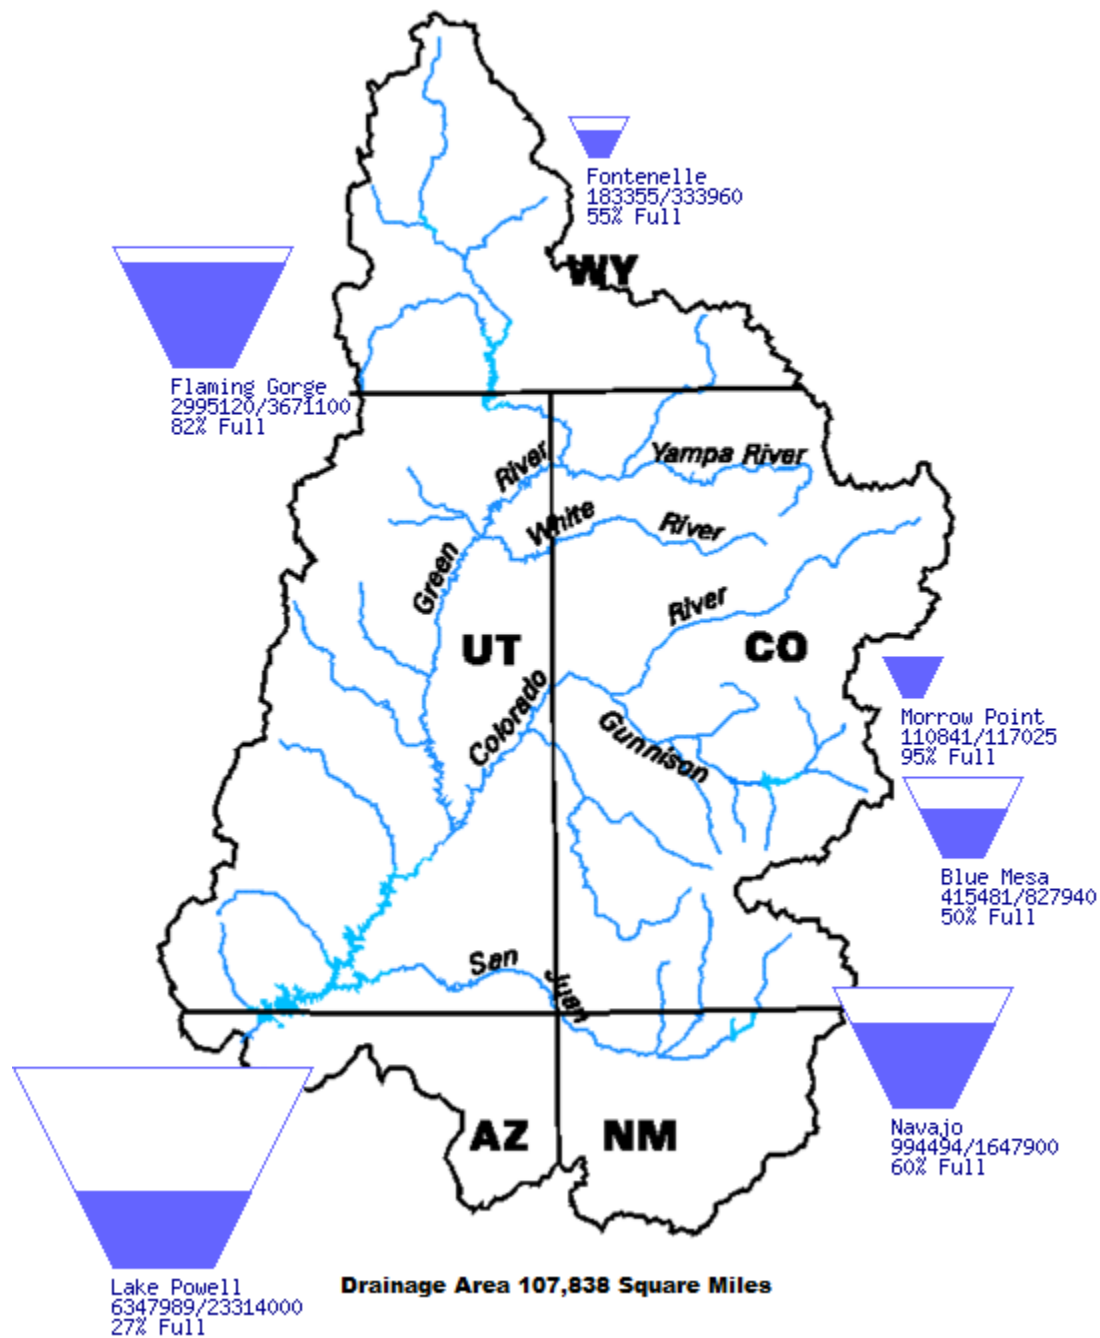 Fontenelle
183355/333960
55% Full
WY
Flaming Gorge
2995120/3671100
82% Full
River
Yampa River
White
River
Green
River
UT
CO
Colorado
Gunnison
Morrow Point
110841/117025
95% Full
Blue Mesa
415481/827940
50% Full
San
Juan
AZ
NM
Navajo
994494/1647900
60% Full
Lake Powell
6347989/23314000
27% Full
Drainage Area 107,838 Square Miles